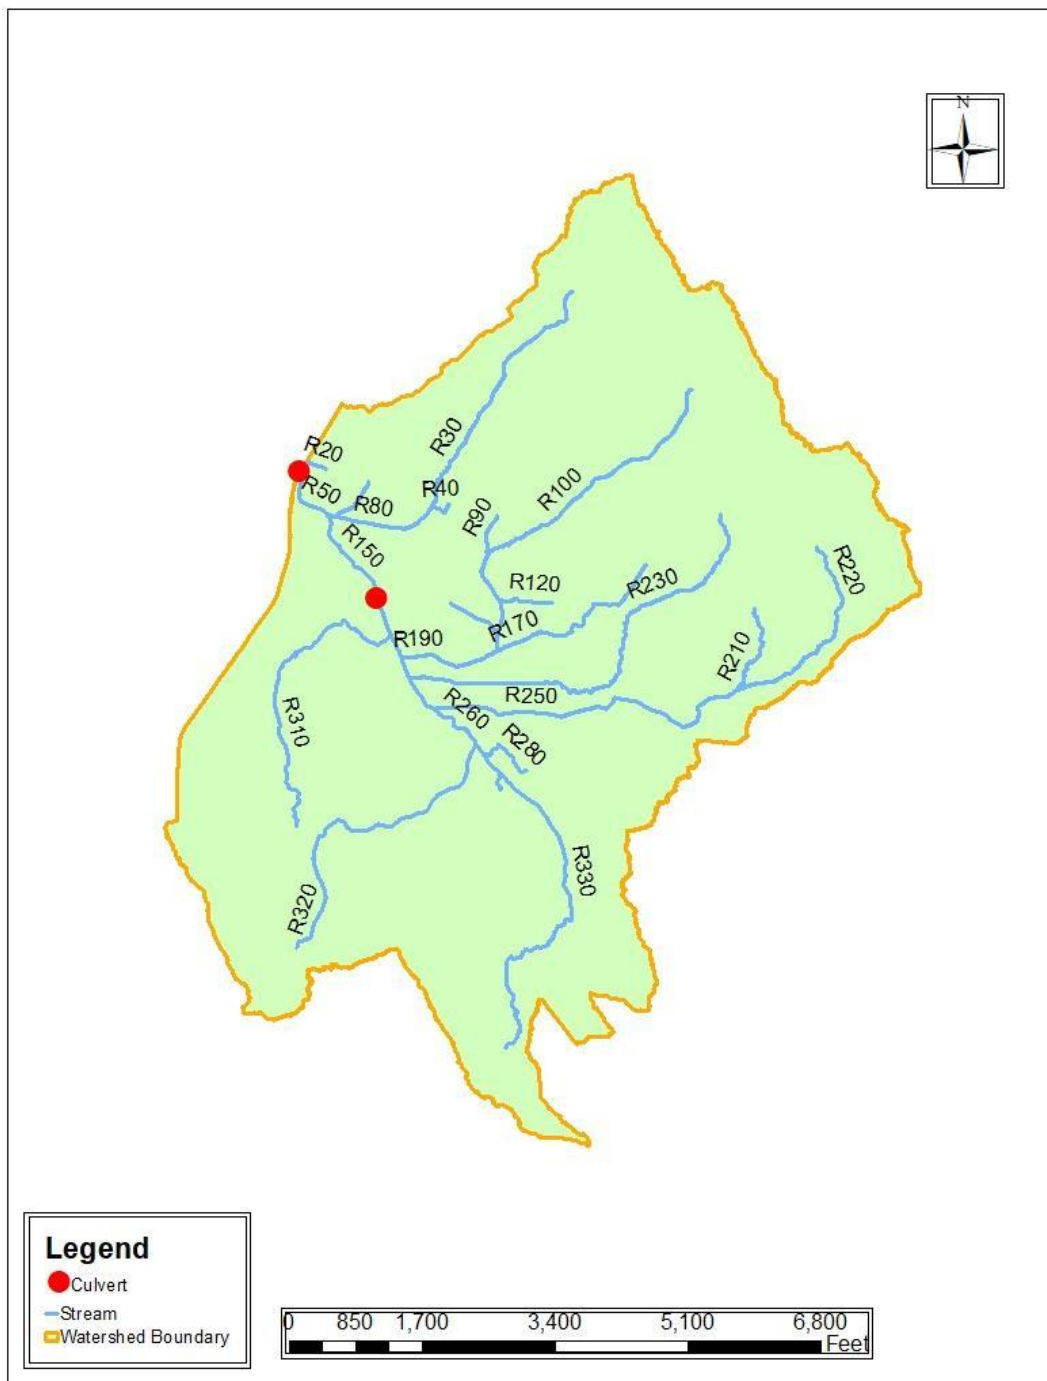 N
R20
R30
R50
R80
R40
R90
R100
R150
R120
R230
R220
R170
R190
R210
R250
R260
R280
R310
R330
R320
Legend
Culvert
Stream
Watershed Boundary
0 850 1,700 3,400 5,100 6,800
Feet